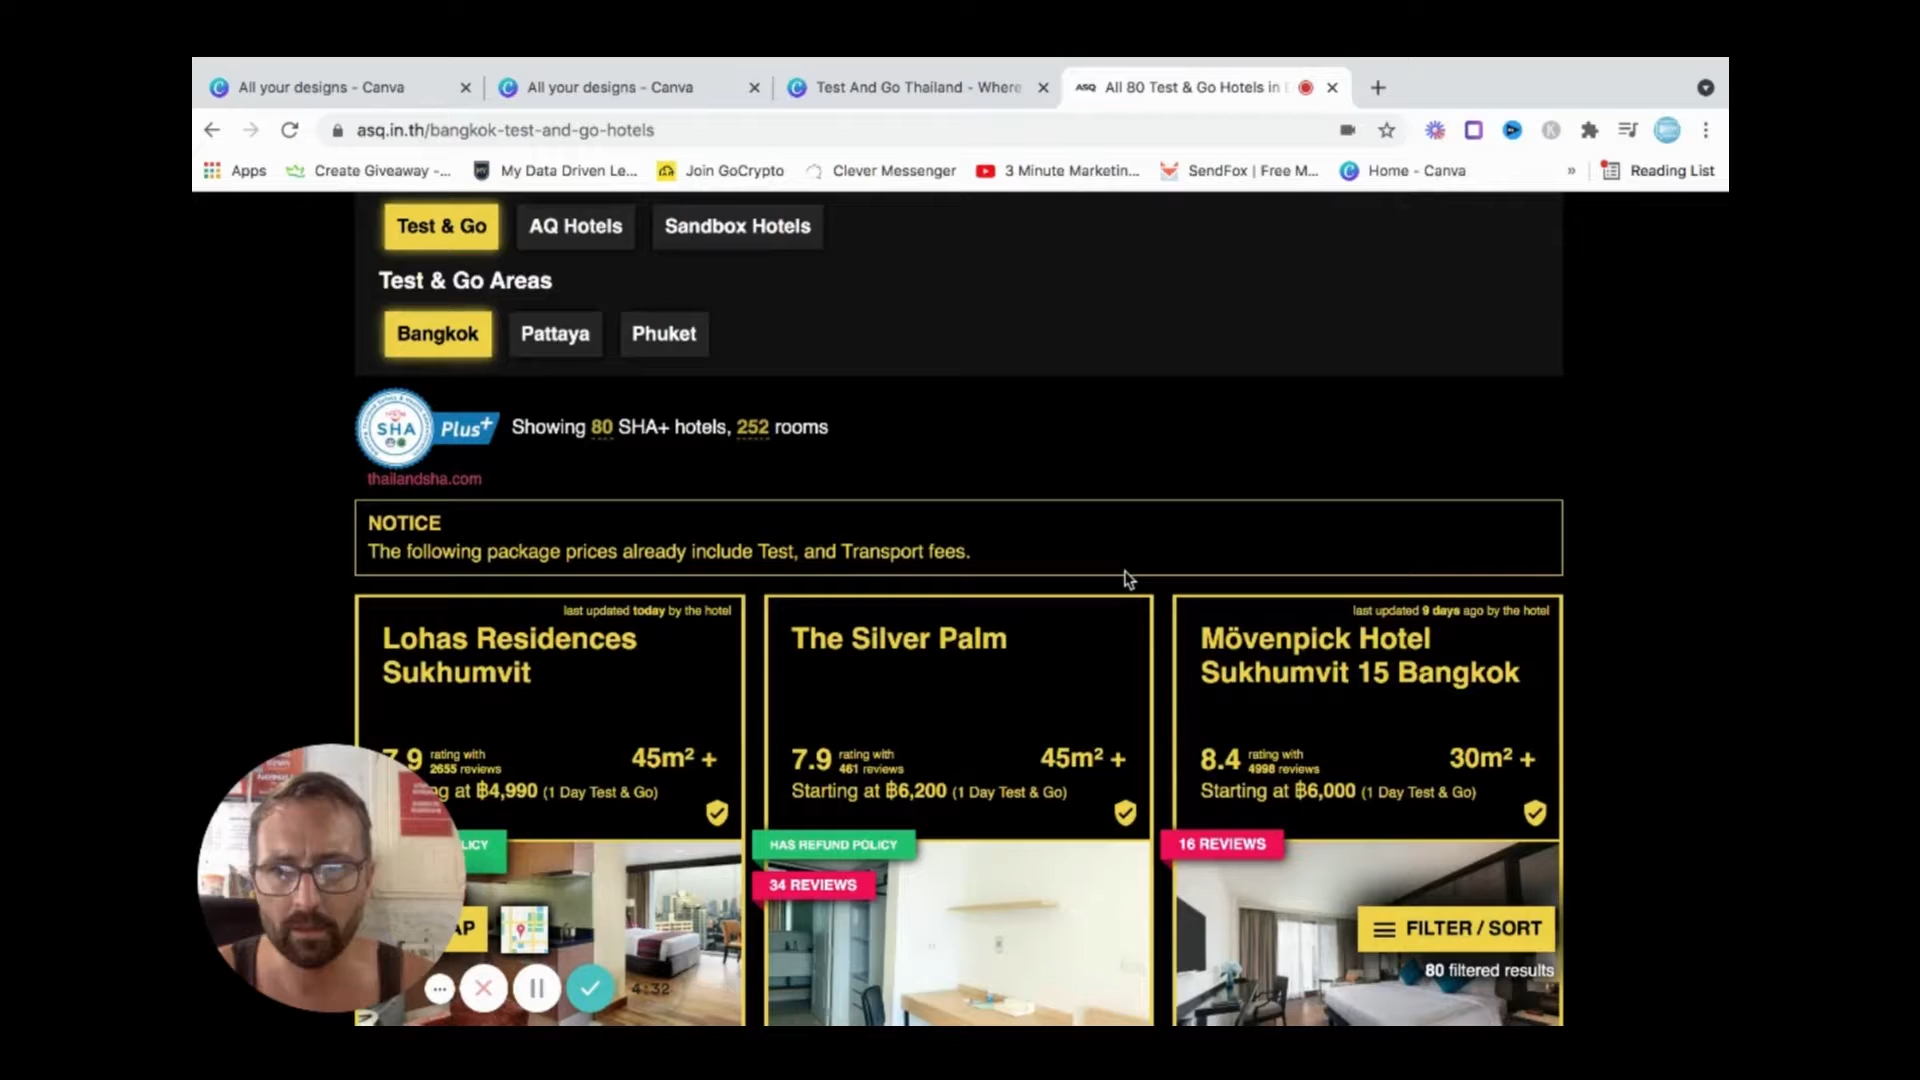 All your designs - Canva
All your designs - Canva
Test And Go Thailand - Where
ASQ All 80 Test & Go Hotels in
asq.in.th/bangkok-test-and-go-hotels
Apps
Create Giveaway -...
My Data Driven Le...
Join GoCrypto
Clever Messenger
3 Minute Marketin...
SendFox | Free M...
Home - Canva
»
Reading List
Test & Go
AQ Hotels
Sandbox Hotels
Test & Go Areas
Bangkok
Pattaya
Phuket
SHA Plus+
Showing 80 SHA+ hotels, 252 rooms
thailandsha.com
NOTICE
The following package prices already include Test, and Transport fees.
last updated today by the hotel
Lohas Residences
Sukhumvit
7.9 rating with
2655 reviews
45m² +
ng at ฿4,990 (1 Day Test & Go)
LICY
AP
4:32
The Silver Palm
7.9 rating with
461 reviews
45m² +
Starting at ฿6,200 (1 Day Test & Go)
HAS REFUND POLICY
34 REVIEWS
last updated 9 days ago by the hotel
Mövenpick Hotel
Sukhumvit 15 Bangkok
8.4 rating with
4998 reviews
30m² +
Starting at ฿6,000 (1 Day Test & Go)
16 REVIEWS
FILTER / SORT
80 filtered results